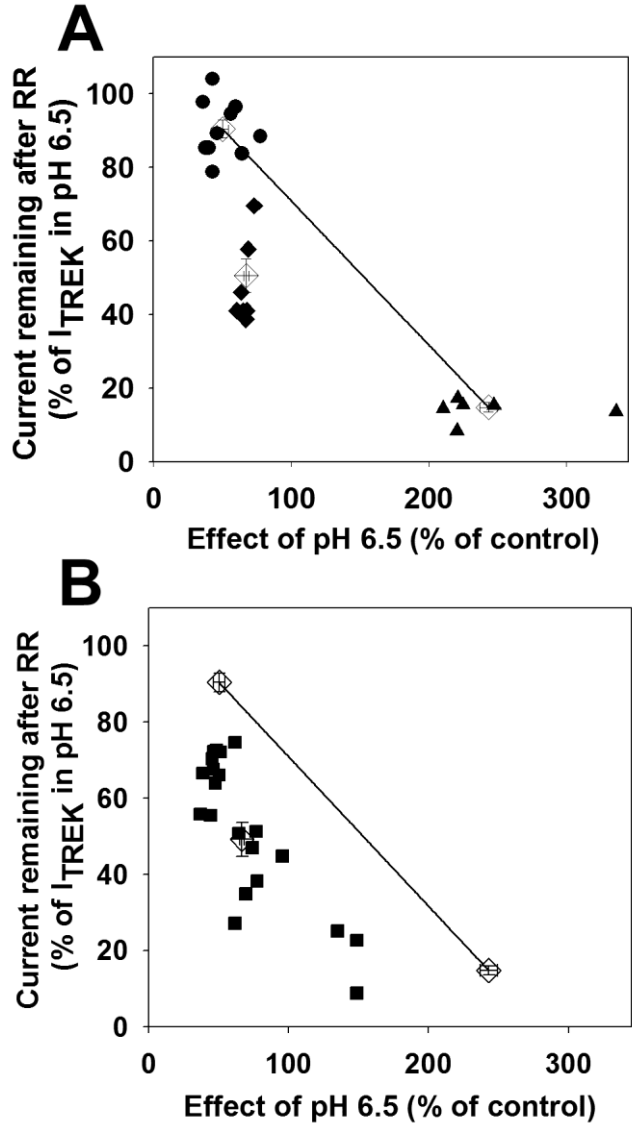 A
Current remaining after RR
(% of I TREK in pH 6.5)
100
80
60
40
20
0
0 100 200 300
Effect of pH 6.5 (% of control)
B
Current remaining after RR
(% of I TREK in pH 6.5)
100
80
60
40
20
0
0 100 200 300
Effect of pH 6.5 (% of control)